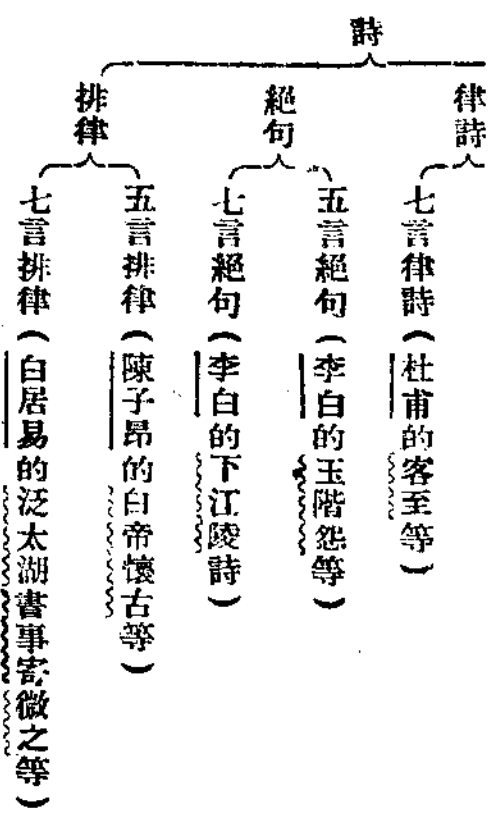 詩
律詩
七言律詩(杜甫的客至等)
絕句
五言絕句(李白的玉階怨等)
七言絕句(李白的下江陵詩)
排律
五言排律(陳子昂的白帝懷古等)
七言排律(白居易的泛太湖書事寄微之等)